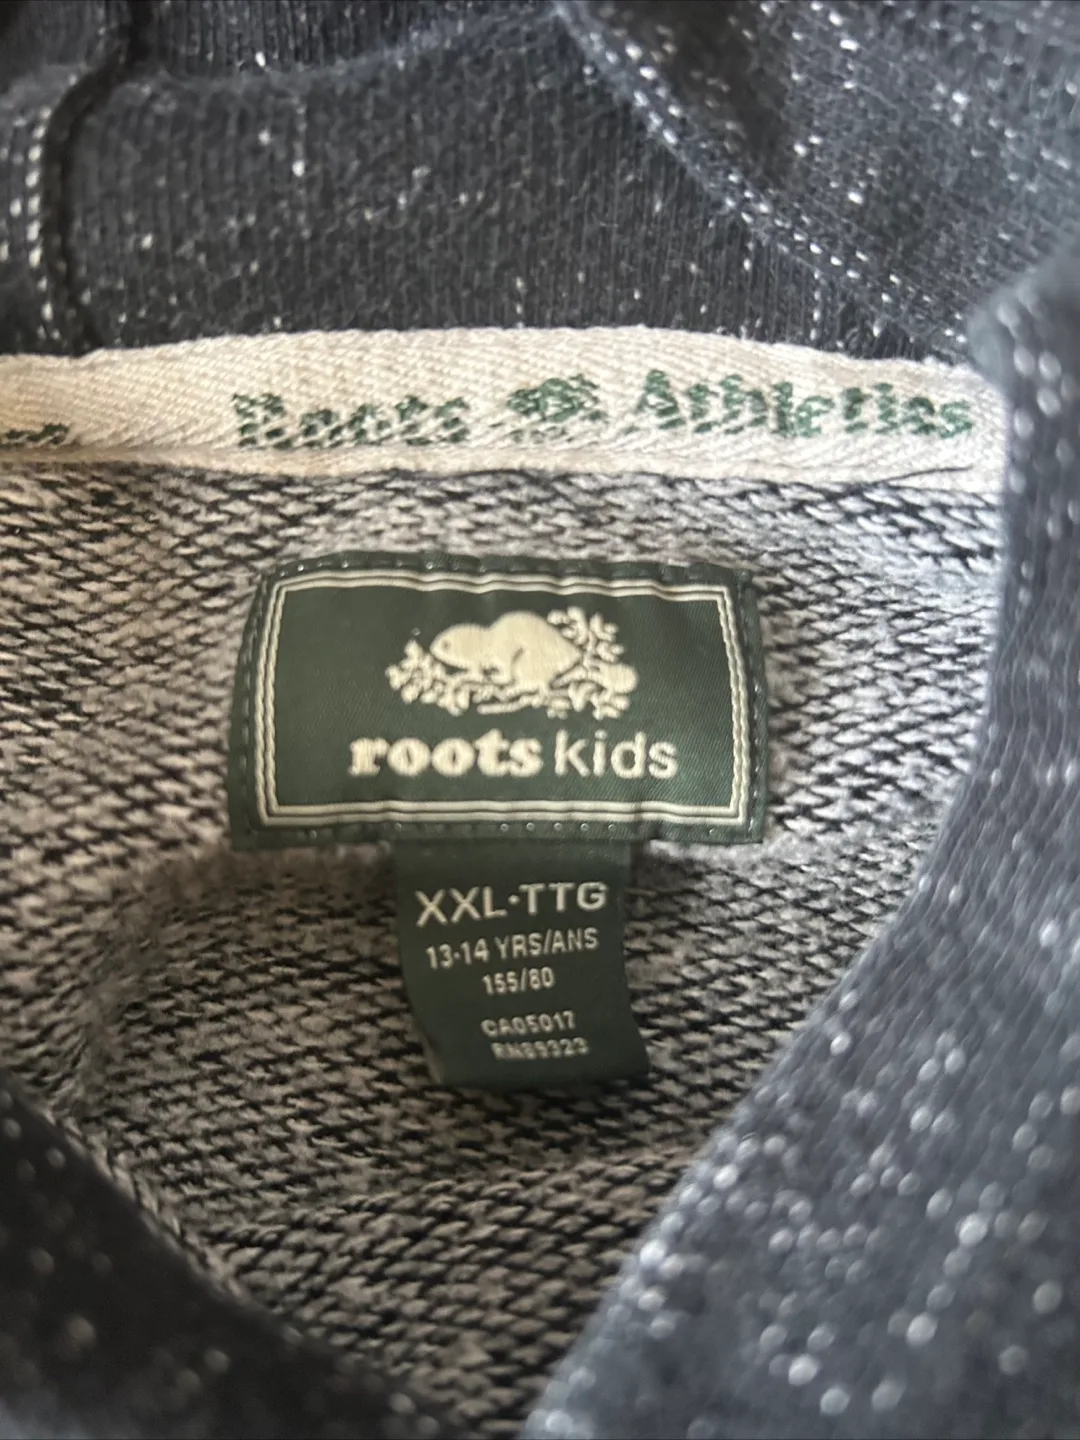 Roots Athletics
roots kids
XXL·TTG
13-14 YRS/ANS
155/80
CA05017